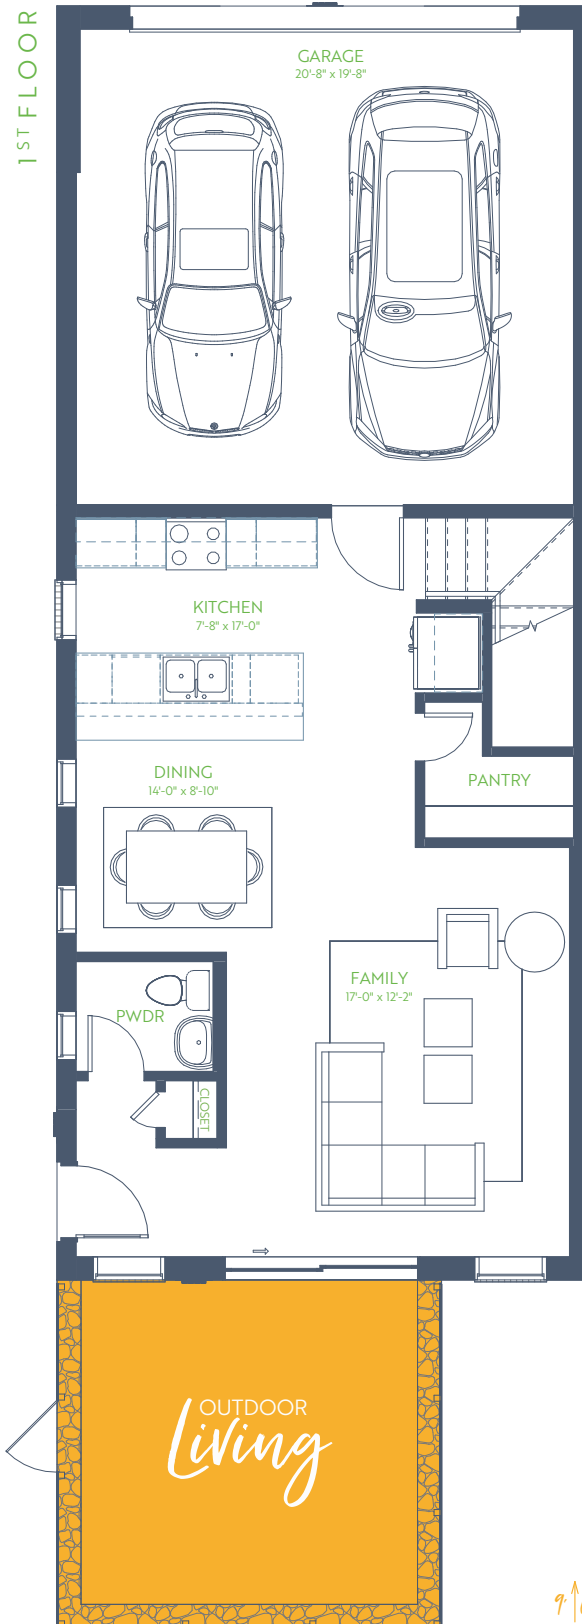 1ST FLOOR
GARAGE
20'-8" x 19'-8"
KITCHEN
7'-8" x 17'-0"
DINING
14'-0" x 8'-10"
PANTRY
FAMILY
17'-0" x 12'-2"
PWDR
CLOSET
OUTDOOR
Living